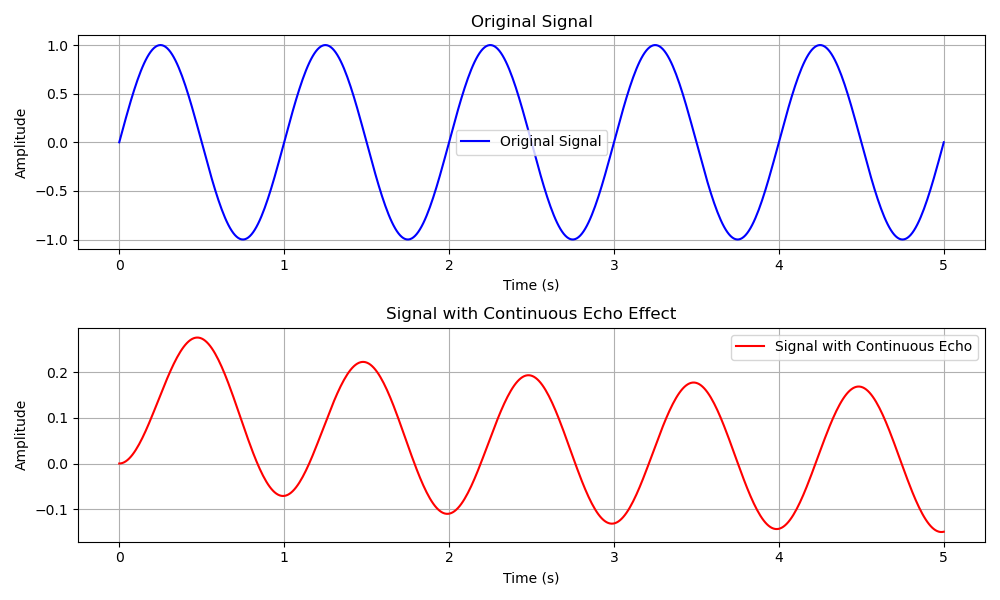 Original Signal
1.0
0.5
0.0
−0.5
−1.0
Amplitude
Original Signal
0 1 2 3 4 5
Time (s)
Signal with Continuous Echo Effect
0.2
0.1
0.0
−0.1
Amplitude
Signal with Continuous Echo
0 1 2 3 4 5
Time (s)